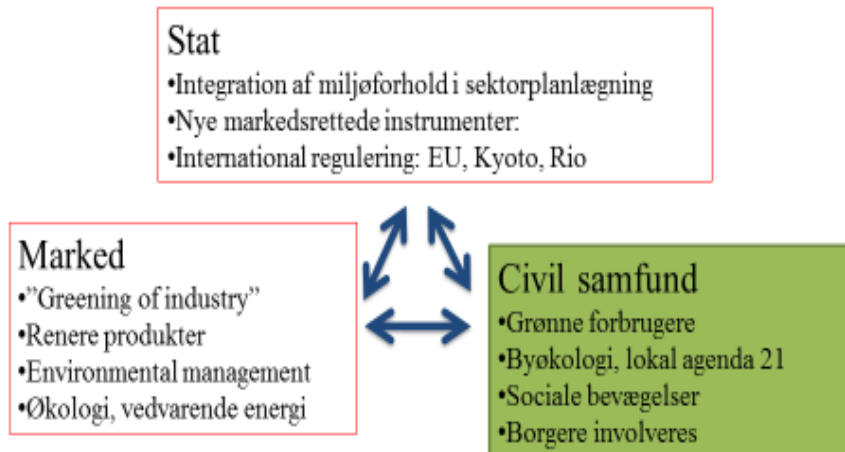 Stat
•Integration af miljøforhold i sektorplanlægning
•Nye markedsrettede instrumenter:
•International regulering: EU, Kyoto, Rio
Marked
•”Greening of industry”
•Renere produkter
•Environmental management
•Økologi, vedvarende energi
Civil samfund
•Grønne forbrugere
•Byøkologi, lokal agenda 21
•Sociale bevægelser
•Borgere involveres